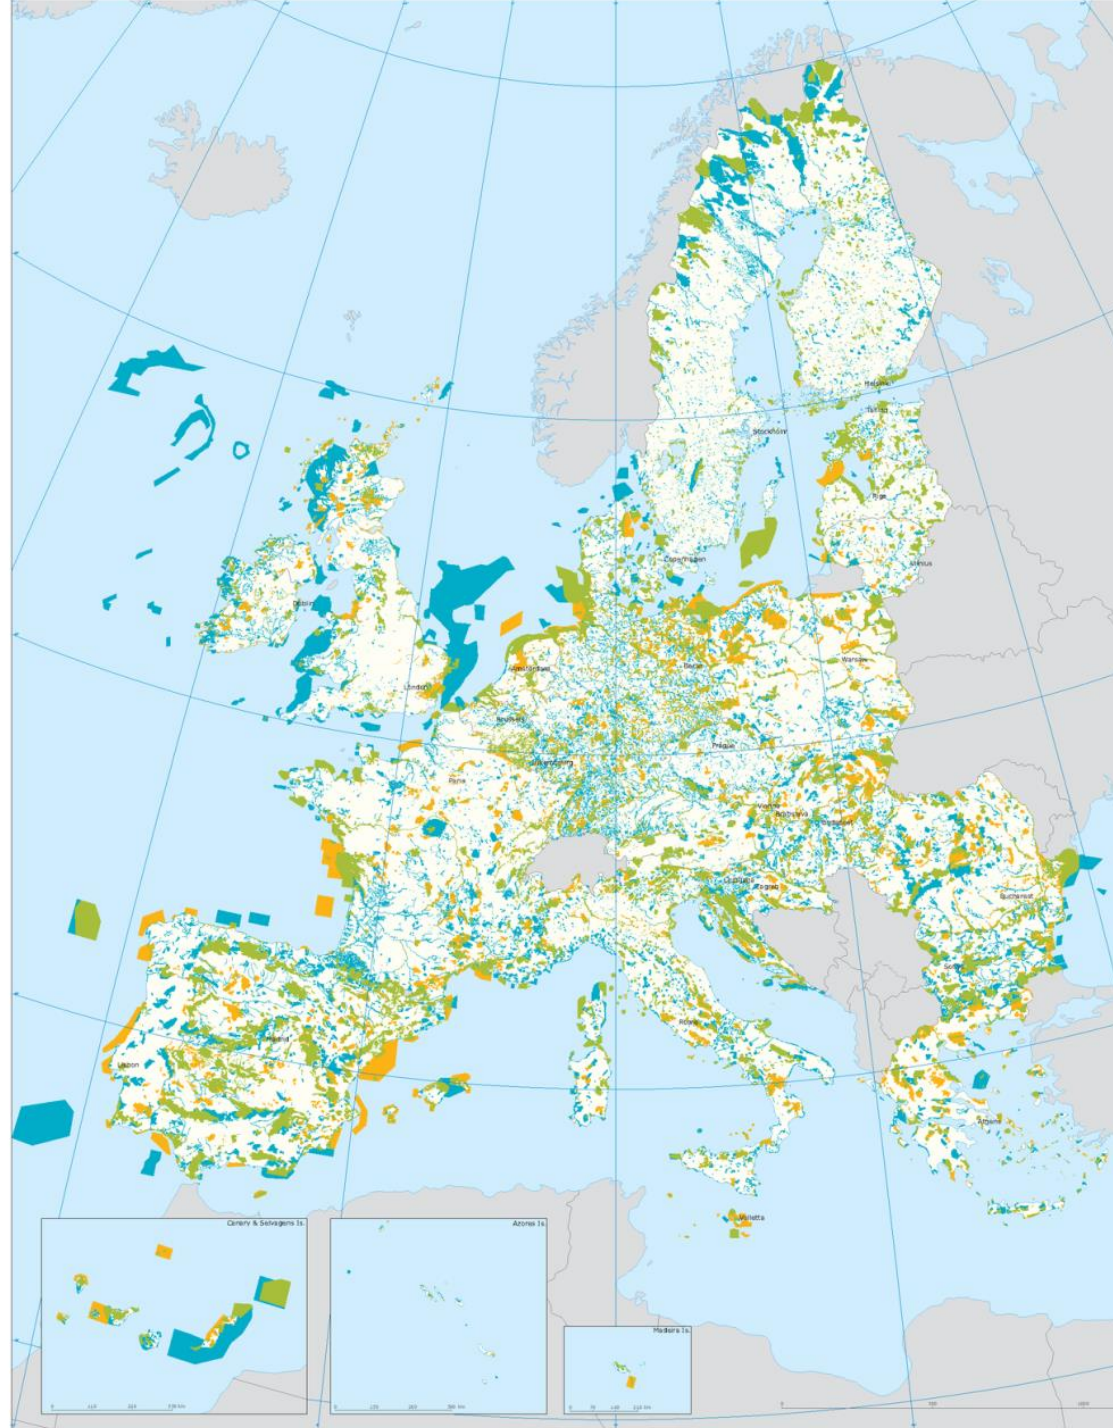 Helsinki
Tallinn
Stockholm
Riga
Copenhagen
Vilnius
Dublin
Amsterdam
Berlin
Warsaw
London
Brussels
Prague
Luxembourg
Paris
Vienna
Bratislava
Budapest
Ljubljana
Zagreb
Bucharest
Sofia
Rome
Madrid
Lisbon
Athens
Valletta
Canary & Selvagens Is.
Azores Is.
Madeira Is.